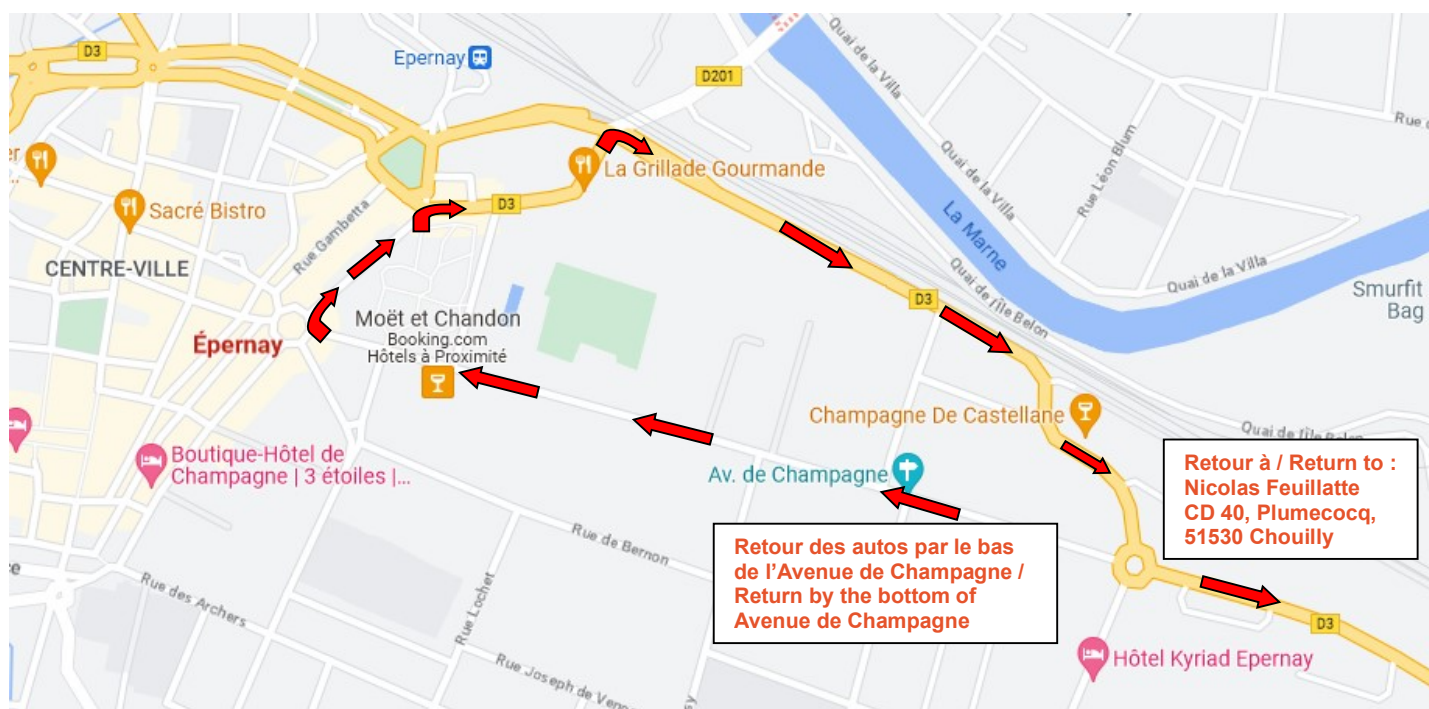 D3
Epernay
D201
Quai de la Villa
Rue d
Quai de la Villa
Rue Léon Blum
er
...
La Grillade Gourmande
Sacré Bistro
D3
Rue Gambetta
La Marne
CENTRE-VILLE
Quai de l'Île Belon
Quai de la Villa
Smurfit
Bag
D3
Moët et Chandon
Booking.com
Hôtels à Proximité
Épernay
Champagne De Castellane
Quai de l'Île Belon
Boutique-Hôtel de
Champagne | 3 étoiles |...
Av. de Champagne
Retour à / Return to :
Nicolas Feuillatte
CD 40, Plumecocq,
51530 Chouilly
Rue de Bernon
Retour des autos par le bas
de l'Avenue de Champagne /
Return by the bottom of
Avenue de Champagne
ce
Rue des Archers
Rue Lochet
D3
Hôtel Kyriad Epernay
Rue Joseph de Ven
sy